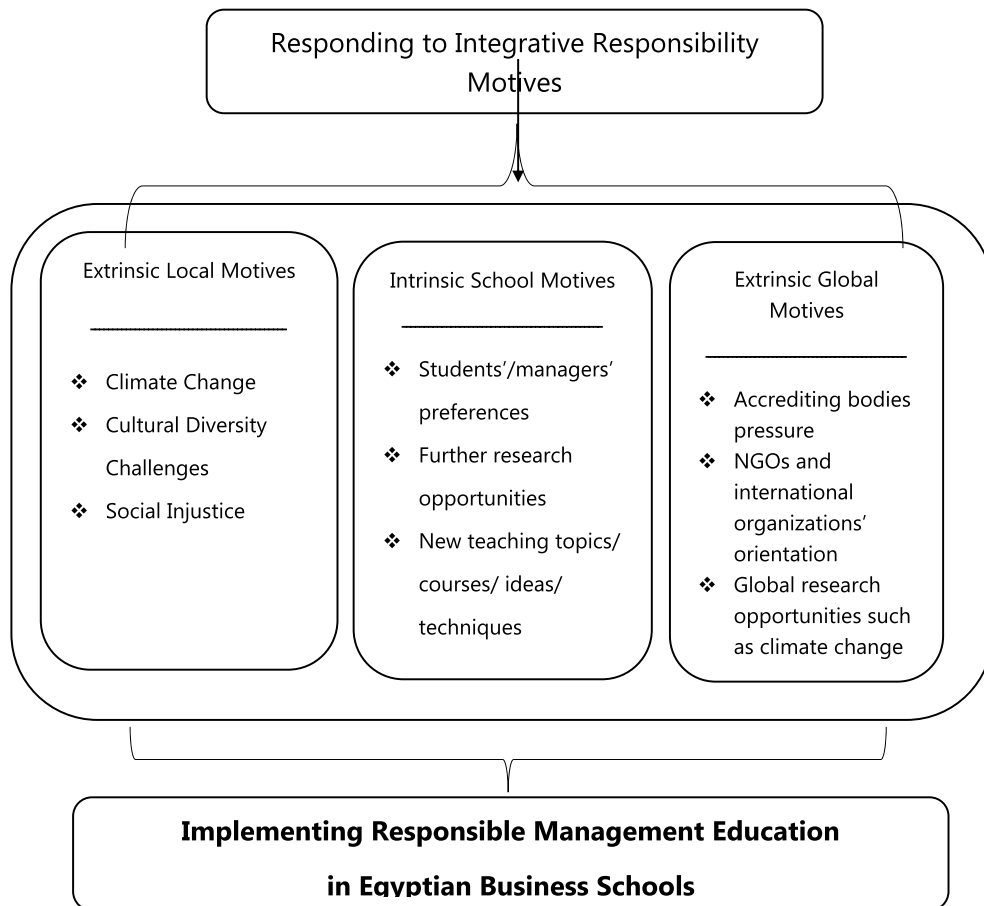 Responding to Integrative Responsibility
Motives
Extrinsic Local Motives
❖ Climate Change
❖ Cultural Diversity
Challenges
❖ Social Injustice
Intrinsic School Motives
❖ Students’/managers’
preferences
❖ Further research
opportunities
❖ New teaching topics/
courses/ ideas/
techniques
Extrinsic Global
Motives
❖ Accrediting bodies
pressure
❖ NGOs and
international
organizations’
orientation
❖ Global research
opportunities such
as climate change
Implementing Responsible Management Education
in Egyptian Business Schools